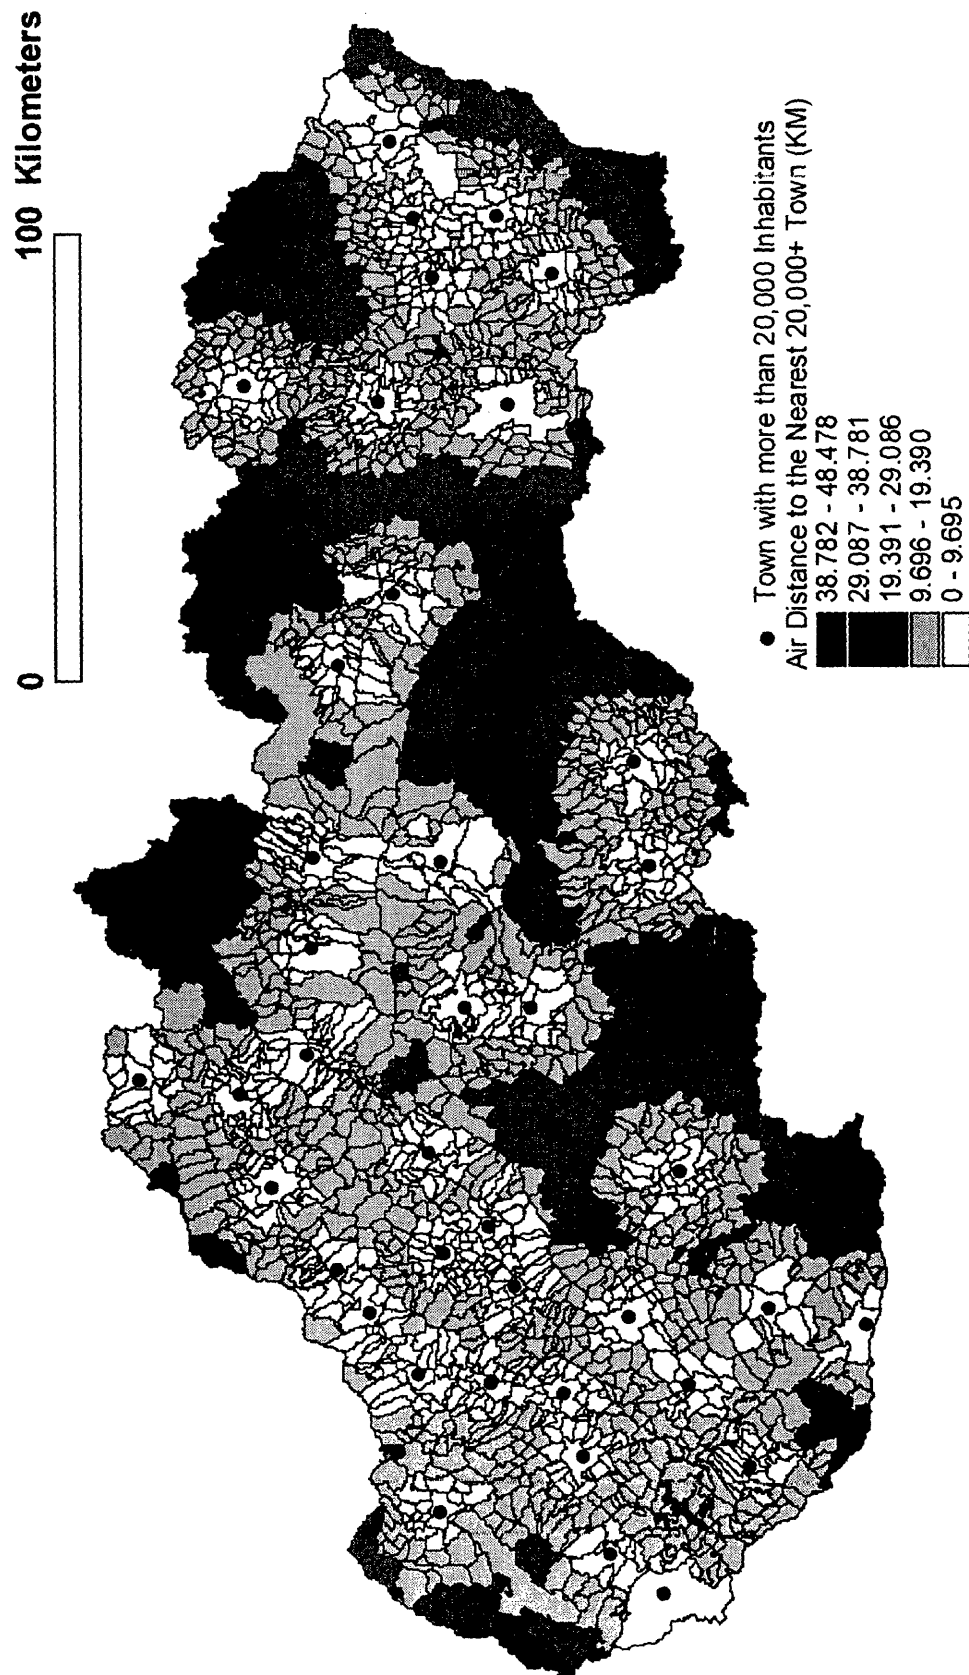 0 100 Kilometers
Town with more than 20,000 Inhabitants
Air Distance to the Nearest 20,000+ Town (KM)
38.782 - 48.478
29.087 - 38.781
19.391 - 29.086
9.696 - 19.390
0 - 9.695